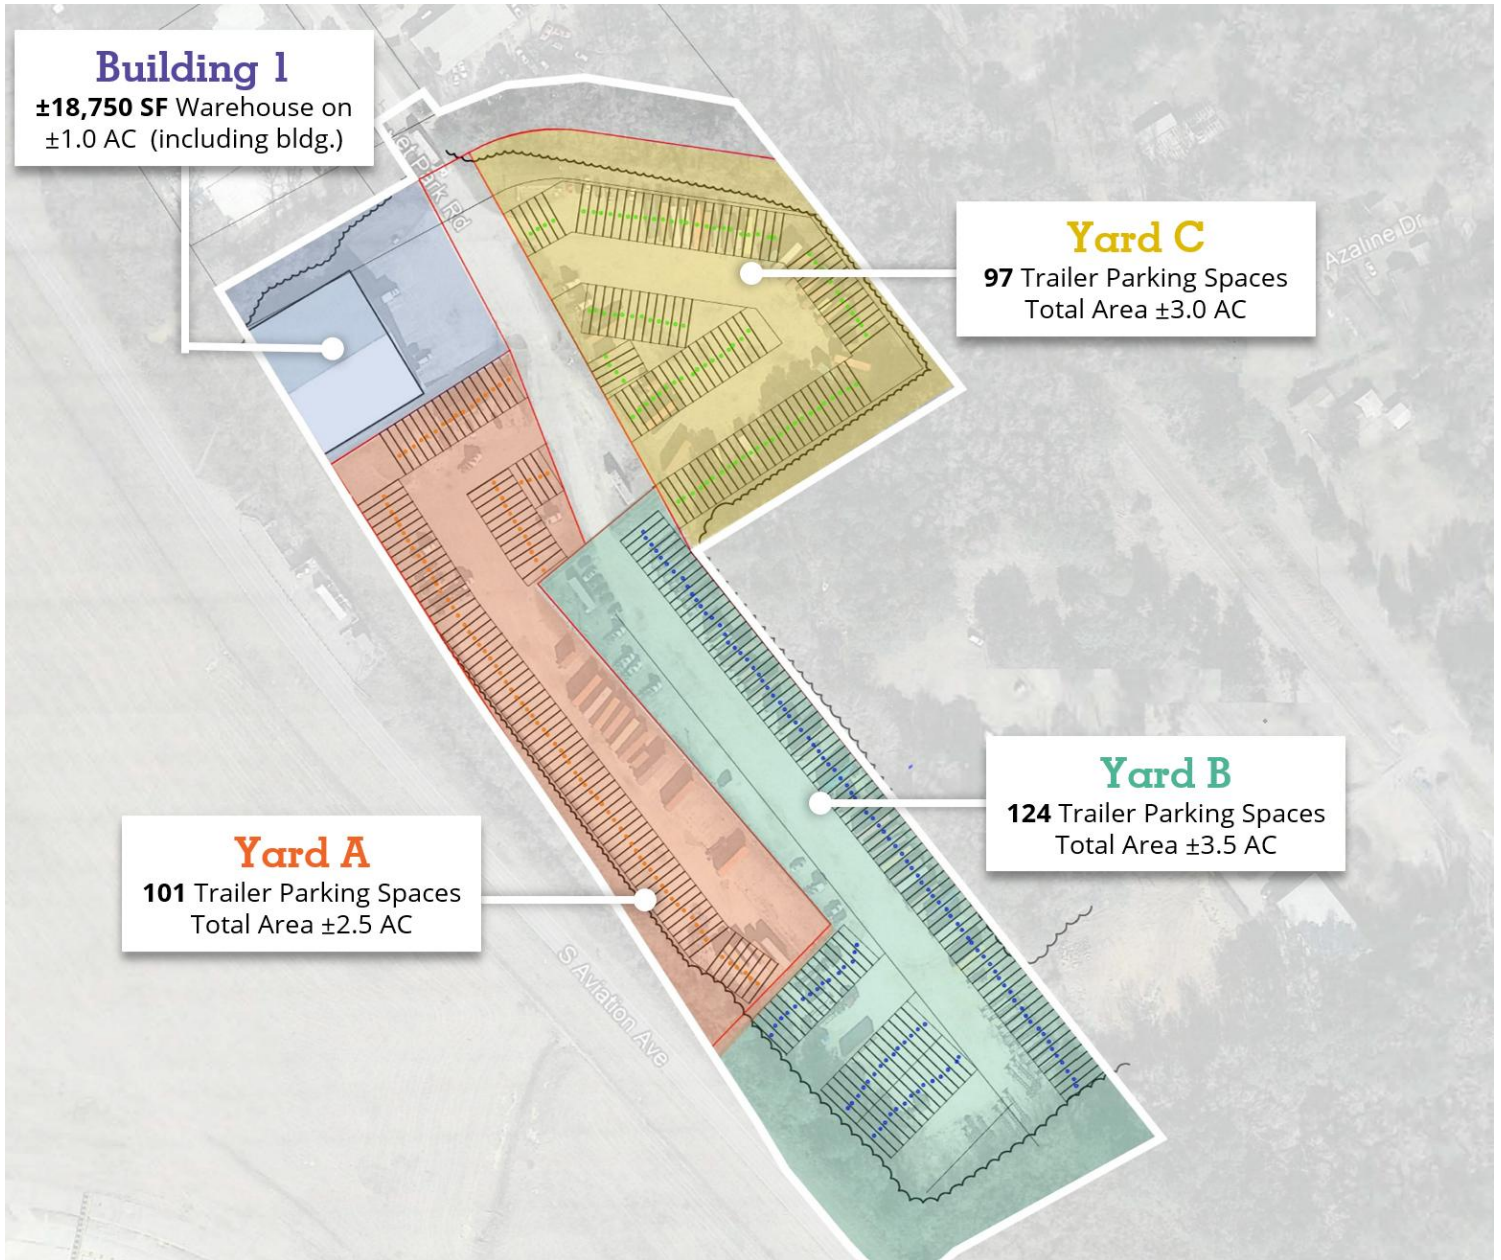 Building 1
±18,750 SF Warehouse on
±1.0 AC (including bldg.)
Park Rd
Yard C
97 Trailer Parking Spaces
Total Area ±3.0 AC
Azaline Dr
Yard B
124 Trailer Parking Spaces
Total Area ±3.5 AC
Yard A
101 Trailer Parking Spaces
Total Area ±2.5 AC
S Aviation Ave